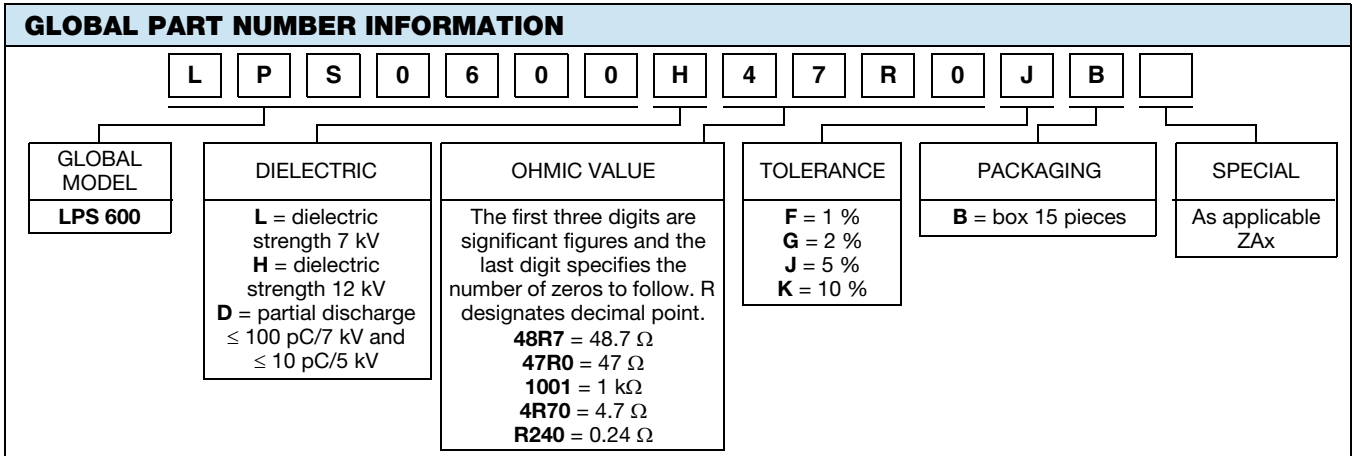 GLOBAL PART NUMBER INFORMATION
L P S 0 6 0 0 H 4 7 R 0 J B
GLOBAL
MODEL
LPS 600
DIELECTRIC
L = dielectric
strength 7 kV
H = dielectric
strength 12 kV
D = partial discharge
≤ 100 pC/7 kV and
≤ 10 pC/5 kV
OHMIC VALUE
The first three digits are
significant figures and the
last digit specifies the
number of zeros to follow. R
designates decimal point.
48R7 = 48.7 Ω
47R0 = 47 Ω
1001 = 1 kΩ
4R70 = 4.7 Ω
R240 = 0.24 Ω
TOLERANCE
F = 1 %
G = 2 %
J = 5 %
K = 10 %
PACKAGING
B = box 15 pieces
SPECIAL
As applicable
ZAx